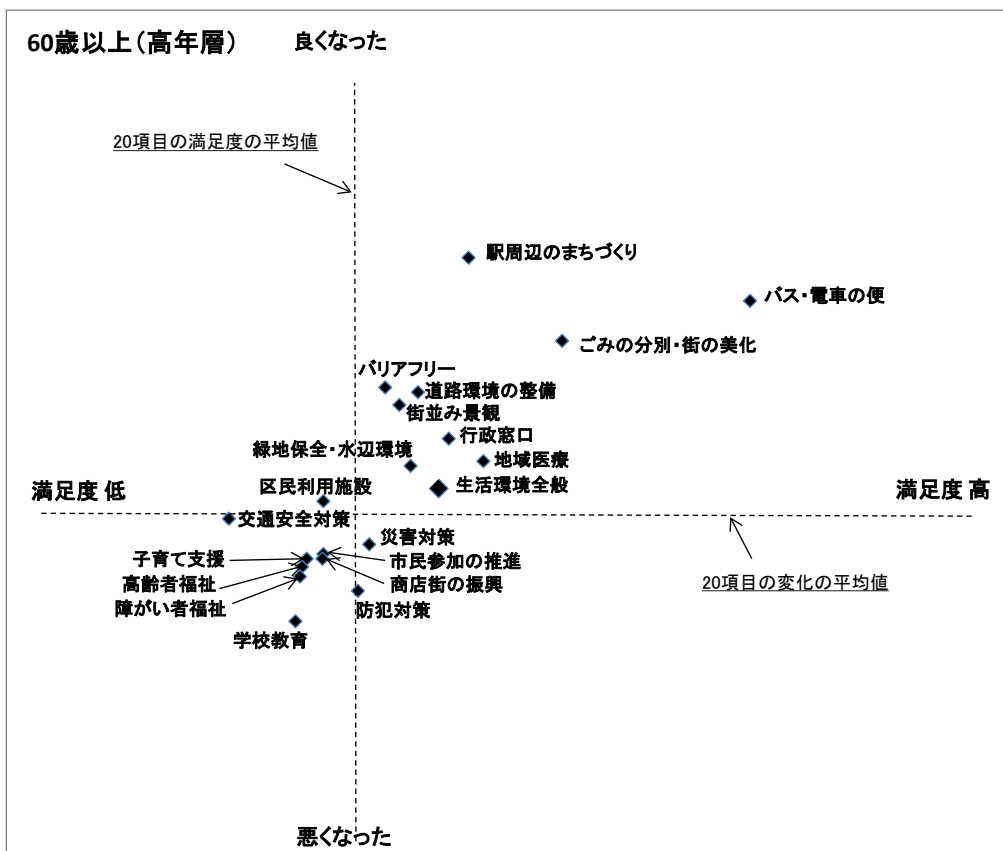 60歳以上（高年層）
良くなった
20項目の満足度の平均値
駅周辺のまちづくり
バス・電車の便
ごみの分別・街の美化
バリアフリー
道路環境の整備
街並み景観
行政窓口
緑地保全・水辺環境
地域医療
区民利用施設
生活環境全般
満足度 低
満足度 高
交通安全対策
災害対策
子育て支援
市民参加の推進
高齢者福祉
商店街の振興
20項目の変化の平均値
障がい者福祉
防犯対策
学校教育
悪くなった